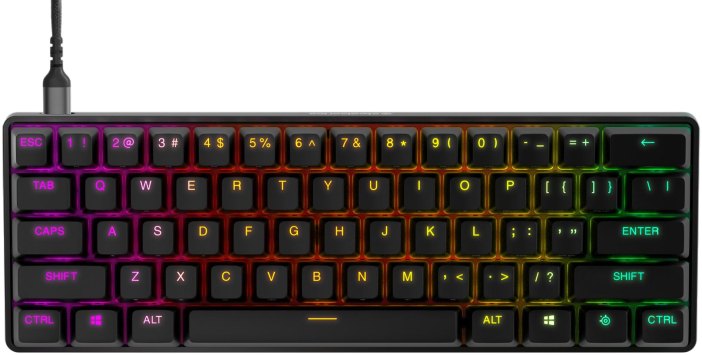 ESC 1 ! 2 @ 3 # 4 $ 5 % 6 ^ 7 & 8 * 9 ( 0 ) - _ = + ←
TAB Q W E R T Y U I O P [ { ] } \ |
CAPS A S D F G H J K L ; : ' " ENTER
SHIFT Z X C V B N M , < . > / ? SHIFT
CTRL ALT ALT CTRL